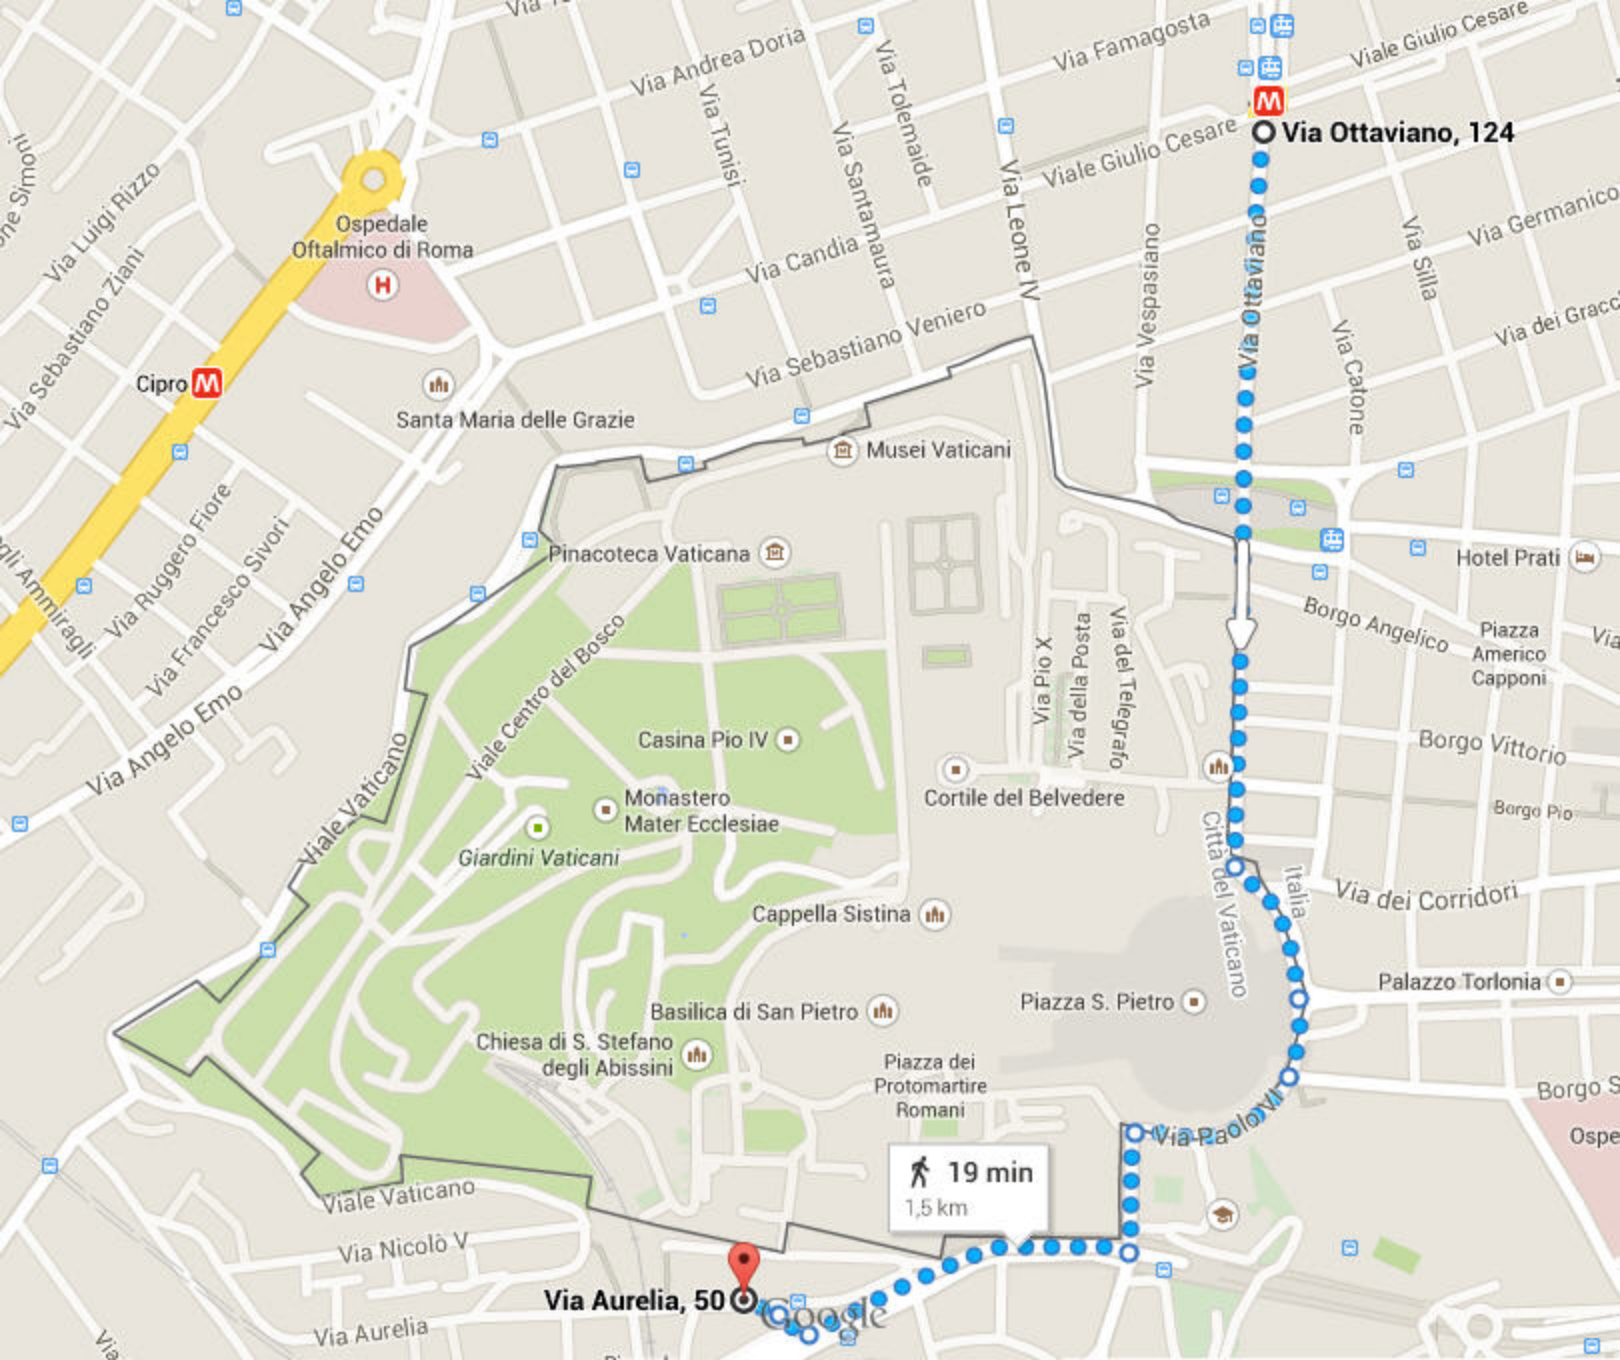 Via Andrea Doria
Via Famagosta
Viale Giulio Cesare
Via Tolemaide
Via Tunisi
Via Santamaura
Via Leone IV
Viale Giulio Cesare
M
Via Ottaviano, 124
Via Luigi Rizzo
Ospedale
Oftalmico di Roma
H
Via Candia
Via Vespasiano
Via Ottaviano
Via Silla
Via Germanico
Via Sebastiano Ziani
Via Sebastiano Veniero
Via Catone
Via dei Gracc
Cipro M
Santa Maria delle Grazie
Musei Vaticani
Pinacoteca Vaticana
Hotel Prati
Via Ruggero Fiore
Via Francesco Sivori
Via Angelo Emo
egli Ammiragli
Viale Centro del Bosco
Via Pio X
Via della Posta
Via del Telegrafo
Borgo Angelico
Piazza
Americo
Capponi
Via
Via Angelo Emo
Casina Pio IV
Borgo Vittorio
Viale Vaticano
Monastero
Mater Ecclesiae
Cortile del Belvedere
Borgo Pio
Giardini Vaticani
Città del Vaticano
Italia
Via dei Corridori
Cappella Sistina
Palazzo Torlonia
Basilica di San Pietro
Piazza S. Pietro
Chiesa di S. Stefano
degli Abissini
Piazza dei
Protomartire
Romani
Borgo S
Via Paolo VI
Ospe
19 min
1,5 km
Viale Vaticano
Via Nicolò V
Via Aurelia, 50
Google
Via Aurelia
Via